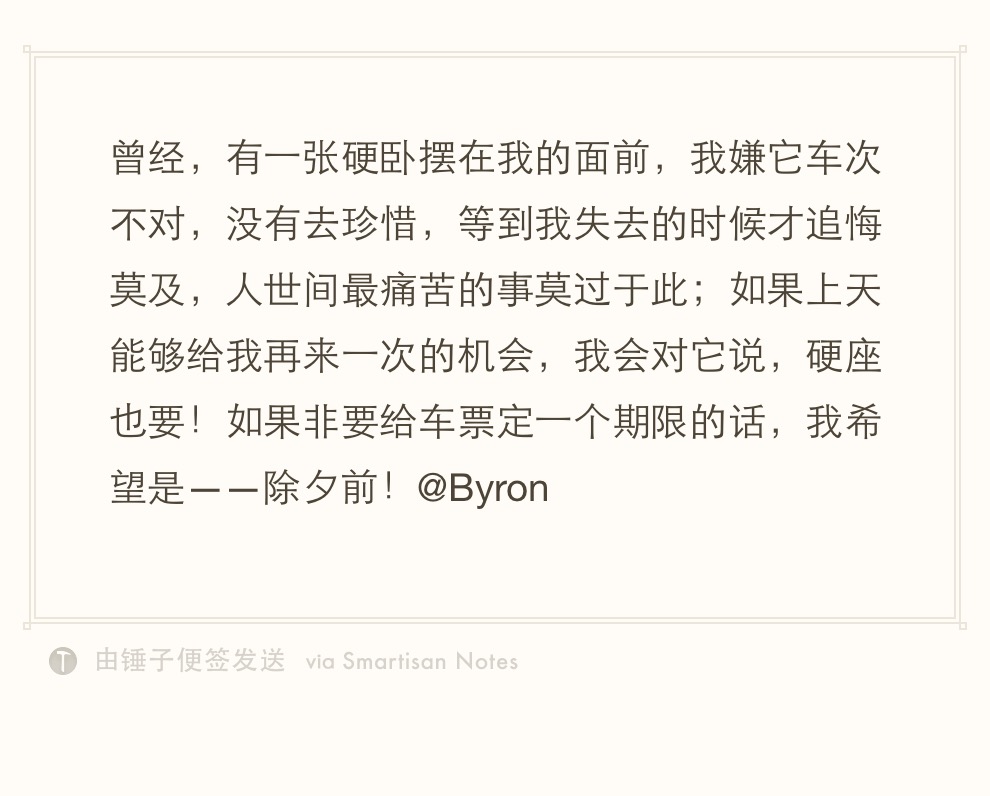 曾经，有一张硬卧摆在我的面前，我嫌它车次
不对，没有去珍惜，等到我失去的时候才追悔
莫及，人世间最痛苦的事莫过于此；如果上天
能够给我再来一次的机会，我会对它说，硬座
也要！如果非要给车票定一个期限的话，我希
望是——除夕前！@Byron
由锤子便签发送 via Smartisan Notes